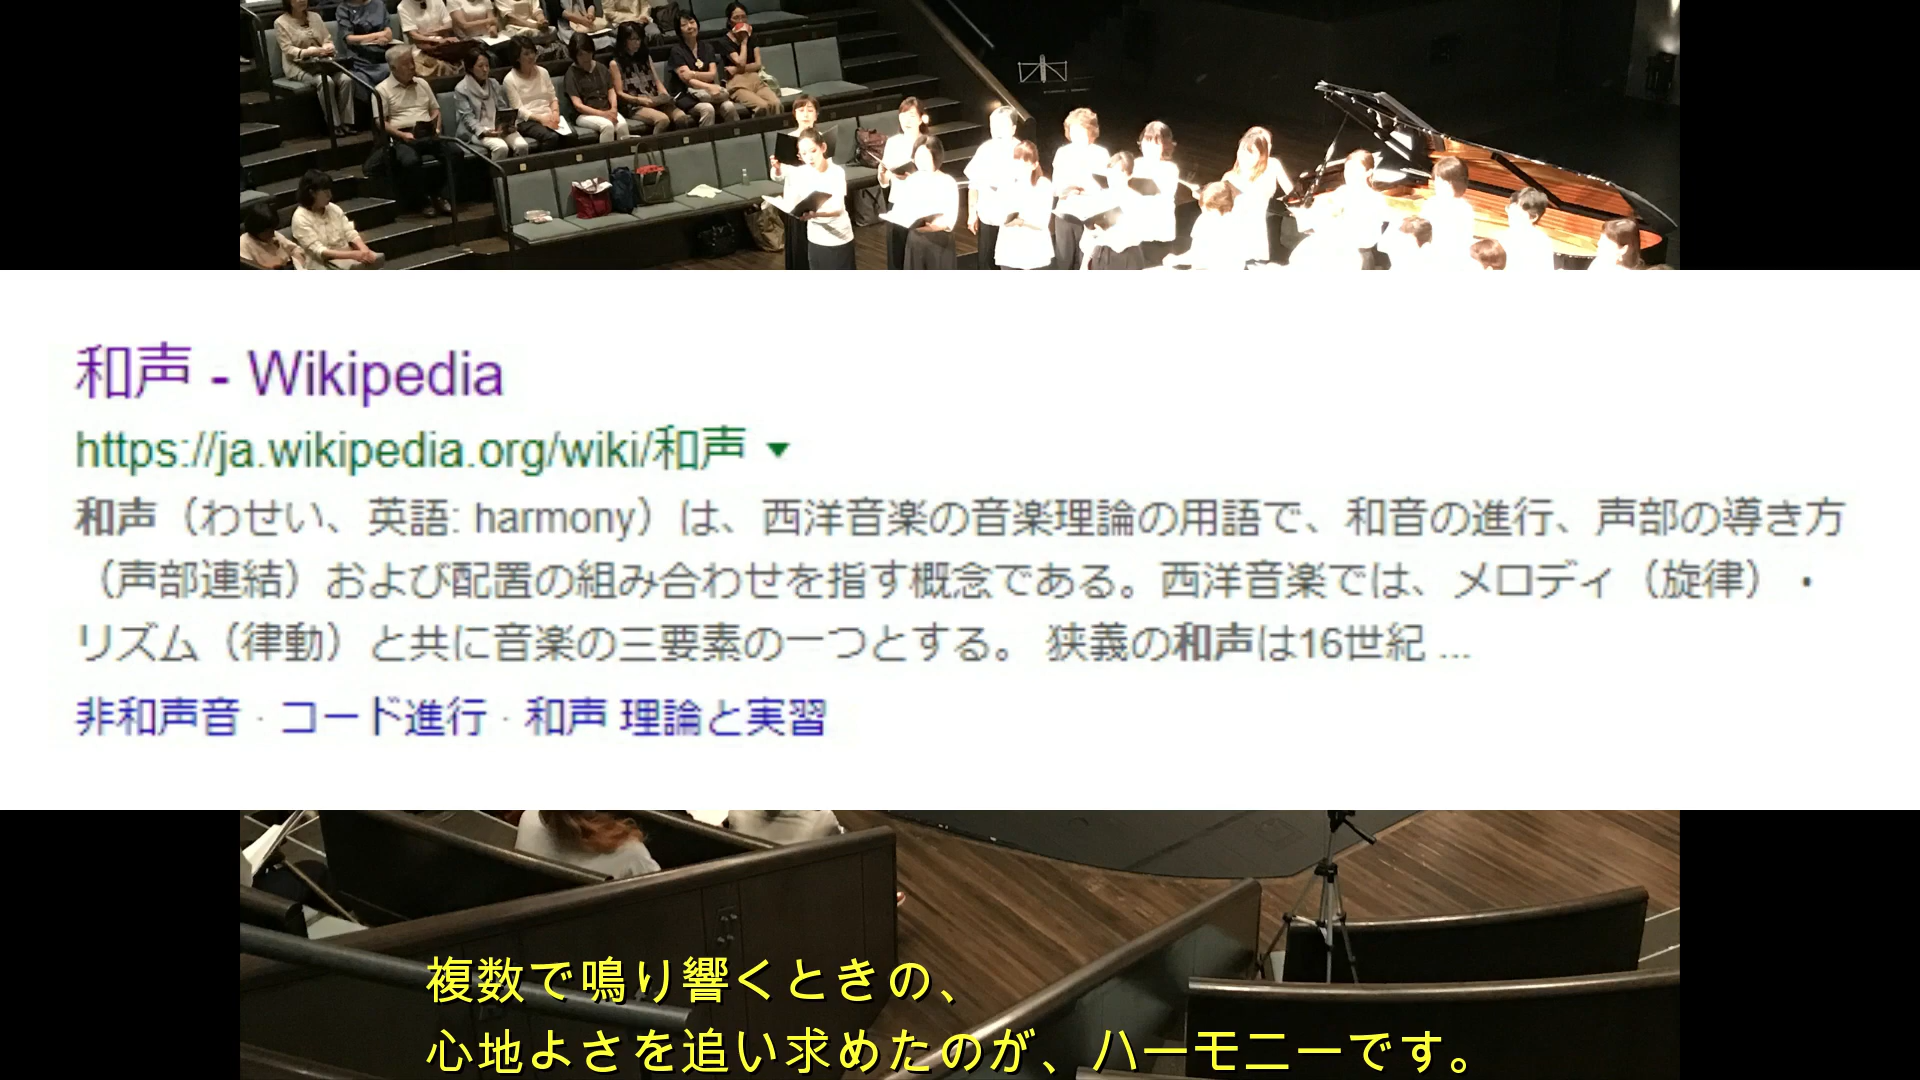 和声 - Wikipedia
https://ja.wikipedia.org/wiki/和声
和声（わせい、英語: harmony）は、西洋音楽の音楽理論の用語で、和音の進行、声部の導き方
（声部連結）および配置の組み合わせを指す概念である。西洋音楽では、メロディ（旋律）・
リズム（律動）と共に音楽の三要素の一つとする。 狭義の和声は16世紀 ...
非和声音 · コード進行 · 和声 理論と実習
複数で鳴り響くときの、
心地よさを追い求めたのが、ハーモニーです。